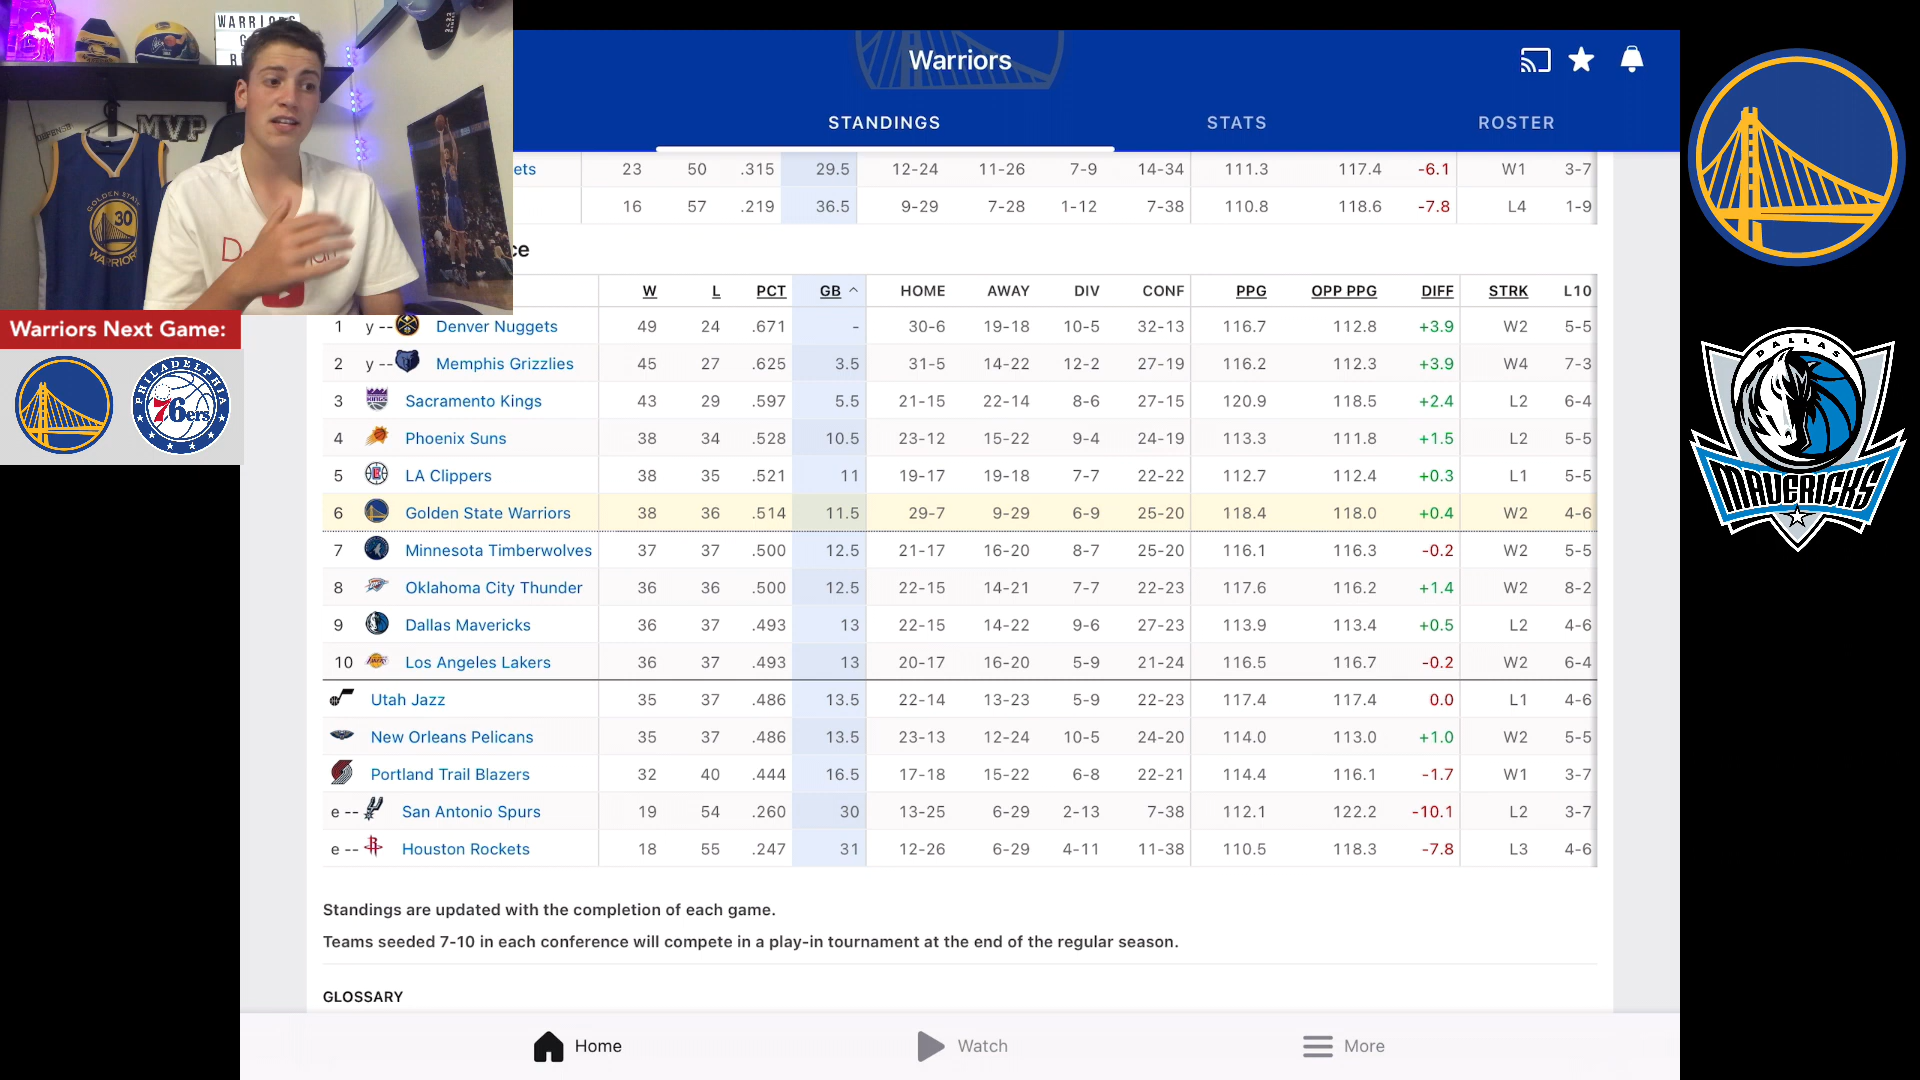 WARRIORS
MVP
GOLDEN STATE
30
WARRIORS
Warriors Next Game:
PHILADELPHIA
76ers
Warriors
STANDINGS STATS ROSTER
ets 23 50 .315 29.5 12-24 11-26 7-9 14-34 111.3 117.4 -6.1 W1 3-7
16 57 .219 36.5 9-29 7-28 1-12 7-38 110.8 118.6 -7.8 L4 1-9
ce
W L PCT GB HOME AWAY DIV CONF PPG OPP PPG DIFF STRK L10
1 y -- Denver Nuggets 49 24 .671 - 30-6 19-18 10-5 32-13 116.7 112.8 +3.9 W2 5-5
2 y -- Memphis Grizzlies 45 27 .625 3.5 31-5 14-22 12-2 27-19 116.2 112.3 +3.9 W4 7-3
3 Sacramento Kings 43 29 .597 5.5 21-15 22-14 8-6 27-15 120.9 118.5 +2.4 L2 6-4
4 Phoenix Suns 38 34 .528 10.5 23-12 15-22 9-4 24-19 113.3 111.8 +1.5 L2 5-5
5 LA Clippers 38 35 .521 11 19-17 19-18 7-7 22-22 112.7 112.4 +0.3 L1 5-5
6 Golden State Warriors 38 36 .514 11.5 29-7 9-29 6-9 25-20 118.4 118.0 +0.4 W2 4-6
7 Minnesota Timberwolves 37 37 .500 12.5 21-17 16-20 8-7 25-20 116.1 116.3 -0.2 W2 5-5
8 Oklahoma City Thunder 36 36 .500 12.5 22-15 14-21 7-7 22-23 117.6 116.2 +1.4 W2 8-2
9 Dallas Mavericks 36 37 .493 13 22-15 14-22 9-6 27-23 113.9 113.4 +0.5 L2 4-6
10 Los Angeles Lakers 36 37 .493 13 20-17 16-20 5-9 21-24 116.5 116.7 -0.2 W2 6-4
Utah Jazz 35 37 .486 13.5 22-14 13-23 5-9 22-23 117.4 117.4 0.0 L1 4-6
New Orleans Pelicans 35 37 .486 13.5 23-13 12-24 10-5 24-20 114.0 113.0 +1.0 W2 5-5
Portland Trail Blazers 32 40 .444 16.5 17-18 15-22 6-8 22-21 114.4 116.1 -1.7 W1 3-7
e -- San Antonio Spurs 19 54 .260 30 13-25 6-29 2-13 7-38 112.1 122.2 -10.1 L2 3-7
e -- Houston Rockets 18 55 .247 31 12-26 6-29 4-11 11-38 110.5 118.3 -7.8 L3 4-6
Standings are updated with the completion of each game.
Teams seeded 7-10 in each conference will compete in a play-in tournament at the end of the regular season.
GLOSSARY
Home Watch More
DALLAS
MAVERICKS